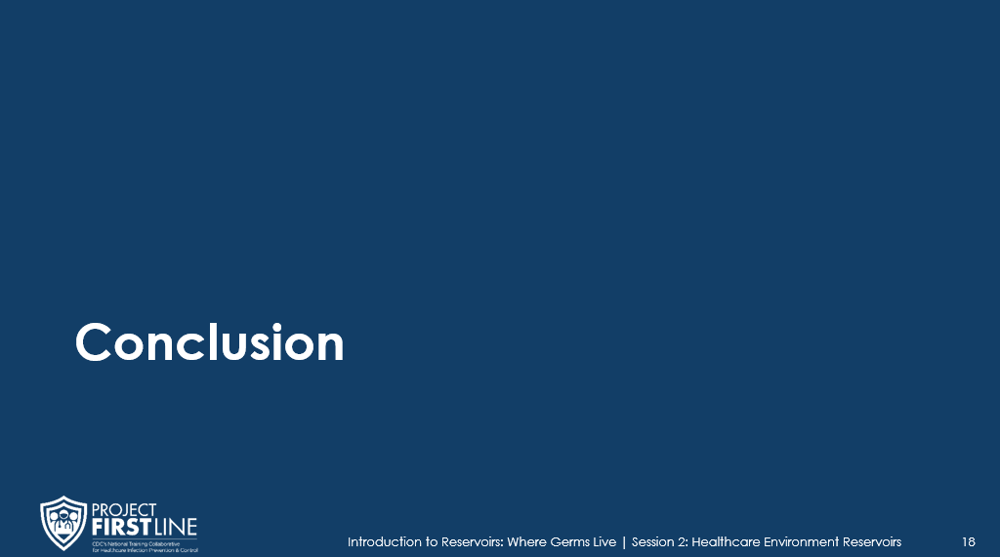 Conclusion
PROJECT
FIRSTLINE
CDC's National Training Collaborative
for Healthcare Infection Prevention & Control
Introduction to Reservoirs: Where Germs Live | Session 2: Healthcare Environment Reservoirs
18